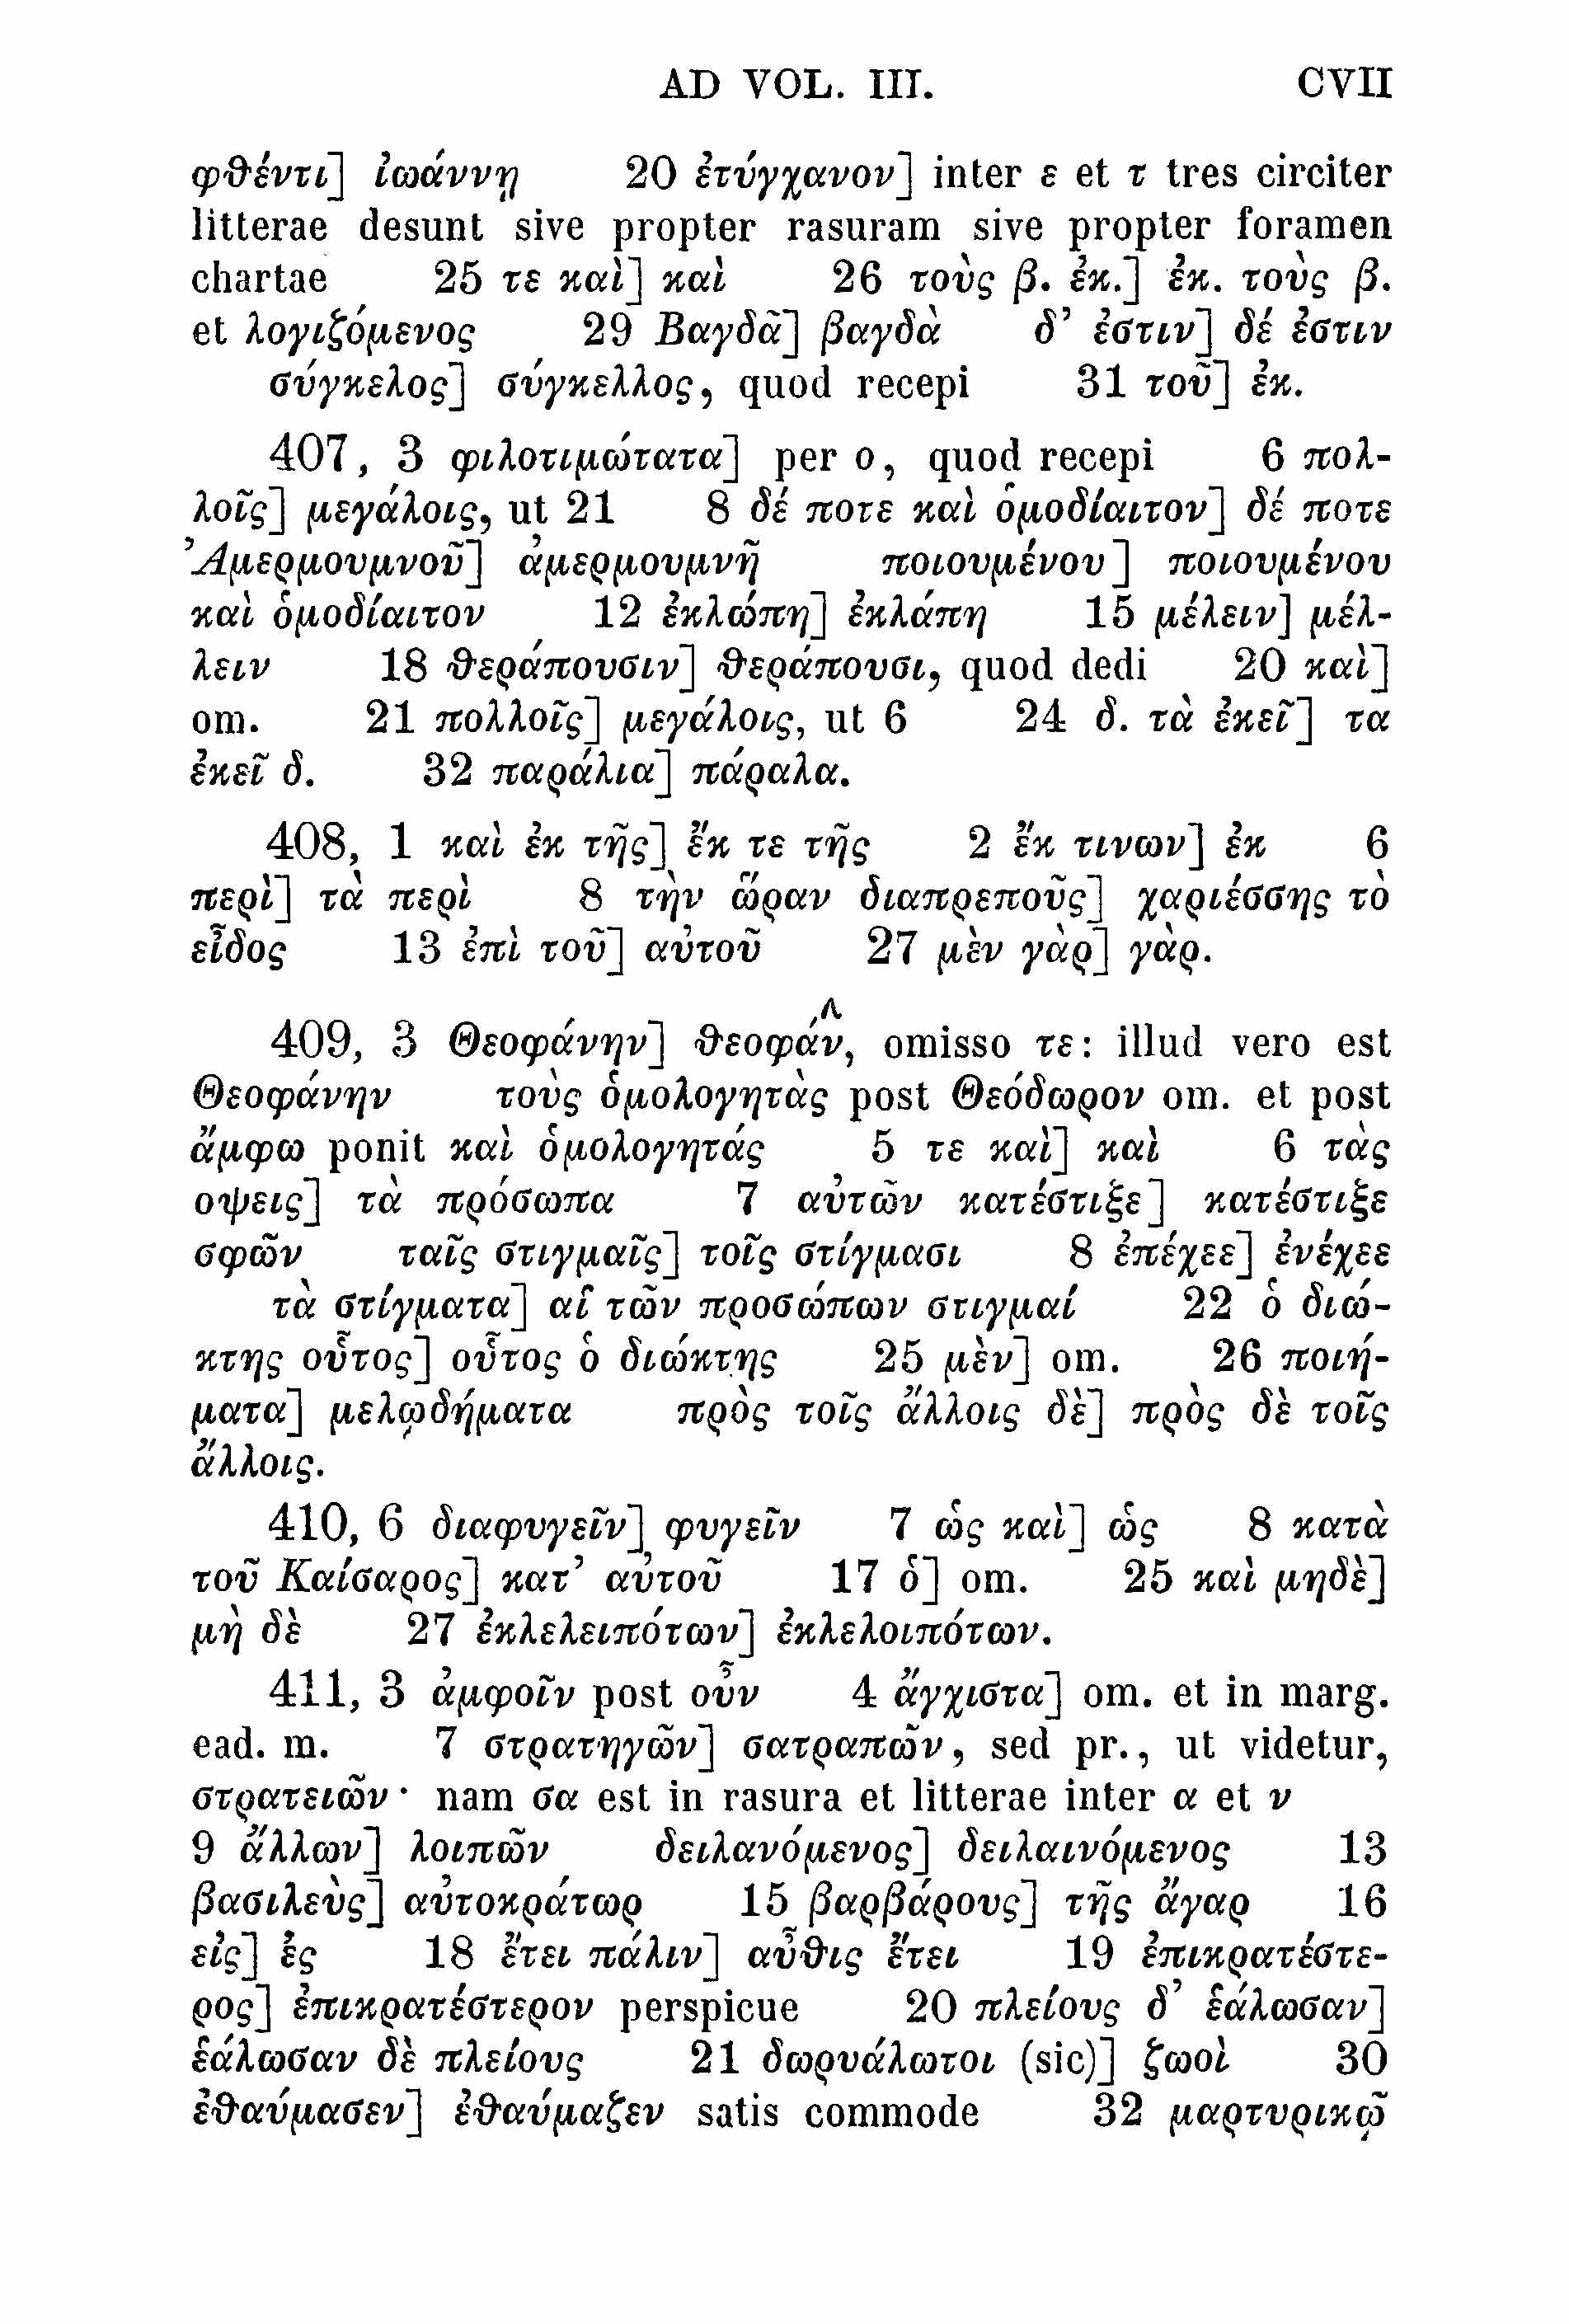 AD VOL. III. CVII
φθέντι] ἰωάννῃ 20 ἐτύγχανον] inter ε et τ tres circiter
litterae desunt sive propter rasuram sive propter foramen
chartae 25 τε καὶ] καὶ 26 τοὺς β. ἐκ.] ἐκ. τοὺς β.
et λογιζόμενος 29 Βαγδᾶ] βαγδὰ δ’ ἐστιν] δέ ἐστιν
σύγκελος] σύγκελλος, quod recepi 31 τοῦ] ἐκ.
407, 3 φιλοτιμώτατα] per ο, quod recepi 6 πολ-
λοῖς] μεγάλοις, ut 21 8 δέ ποτε καὶ ὁμοδίαιτον] δέ ποτε
Ἀμερμουμνοῦ] ἀμερμουμνῆ ποιουμένου] ποιουμένου
καὶ ὁμοδίαιτον 12 ἐκλώπη] ἐκλάπη 15 μέλειν] μέλ-
λειν 18 θεράπουσιν] θεράπουσι, quod dedi 20 καὶ]
om. 21 πολλοῖς] μεγάλοις, ut 6 24 δ. τὰ ἐκεῖ] τα
ἐκεῖ δ. 32 παράλια] πάραλα.
408, 1 καὶ ἐκ τῆς] ἔκ τε τῆς 2 ἔκ τινων] ἐκ 6
περὶ] τὰ περὶ 8 τὴν ὥραν διαπρεποῦς] χαριέσσης τὸ
εἶδος 13 ἐπὶ τοῦ] αὐτοῦ 27 μὲν γὰρ] γὰρ.
409, 3 Θεοφάνην] θεοφάν, omisso τε: illud vero est
Θεοφάνην τοὺς ὁμολογητὰς post Θεόδωρον om. et post
ἄμφω ponit καὶ ὁμολογητάς 5 τε καὶ] καὶ 6 τὰς
οψεις] τὰ πρόσωπα 7 αὐτῶν κατέστιξε] κατέστιξε
σφῶν ταῖς στιγμαῖς] τοῖς στίγμασι 8 ἐπέχεε] ἐνέχεε
τὰ στίγματα] αἱ τῶν προσώπων στιγμαί 22 ὁ διώ-
κτης οὗτος] οὗτος ὁ διώκτης 25 μὲν] om. 26 ποιή-
ματα] μελῳδήματα πρὸς τοῖς ἄλλοις δὲ] πρὸς δὲ τοῖς
ἄλλοις.
410, 6 διαφυγεῖν] φυγεῖν 7 ὡς καὶ] ὡς 8 κατὰ
τοῦ Καίσαρος] κατ’ αὐτοῦ 17 ὁ] om. 25 καὶ μηδὲ]
μὴ δὲ 27 ἐκλελειπότων] ἐκλελοιπότων.
411, 3 ἀμφοῖν post οὖν 4 ἄγχιστα] om. et in marg.
ead. m. 7 στρατηγῶν] σατραπῶν, sed pr., ut videtur,
στρατειῶν· nam σα est in rasura et litterae inter α et ν
9 ἄλλων] λοιπῶν δειλανόμενος] δειλαινόμενος 13
βασιλεὺς] αὐτοκράτωρ 15 βαρβάρους] τῆς ἄγαρ 16
εἰς] ἐς 18 ἔτει πάλιν] αὖθις ἔτει 19 ἐπικρατέστε-
ρος] ἐπικρατέστερον perspicue 20 πλείους δ’ ἑάλωσαν]
ἑάλωσαν δὲ πλείους 21 δωρυάλωτοι (sic)] ζωοὶ 30
ἐθαύμασεν] ἐθαύμαζεν satis commode 32 μαρτυρικῷ